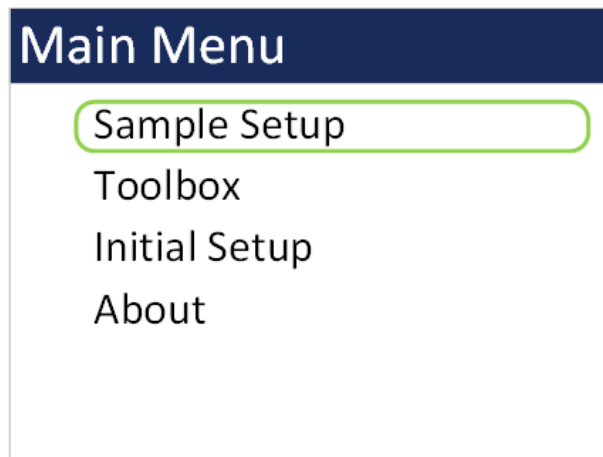 Main Menu
Sample Setup
Toolbox
Initial Setup
About